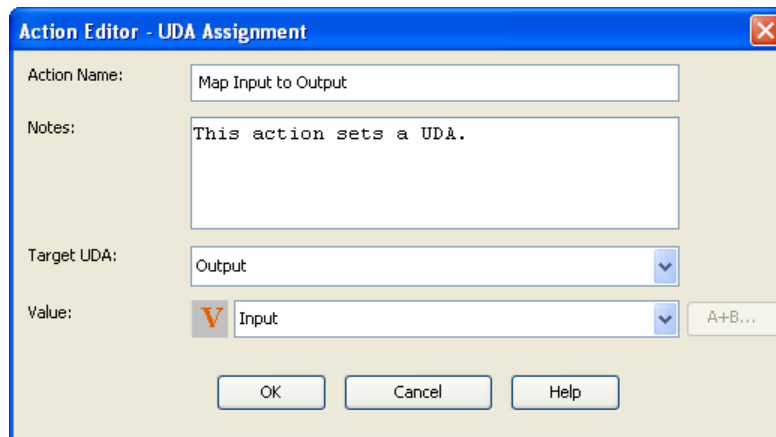 Action Editor - UDA Assignment
Action Name:
Map Input to Output
Notes:
This action sets a UDA.
Target UDA:
Output
Value:
V
Input
A+B...
OK
Cancel
Help